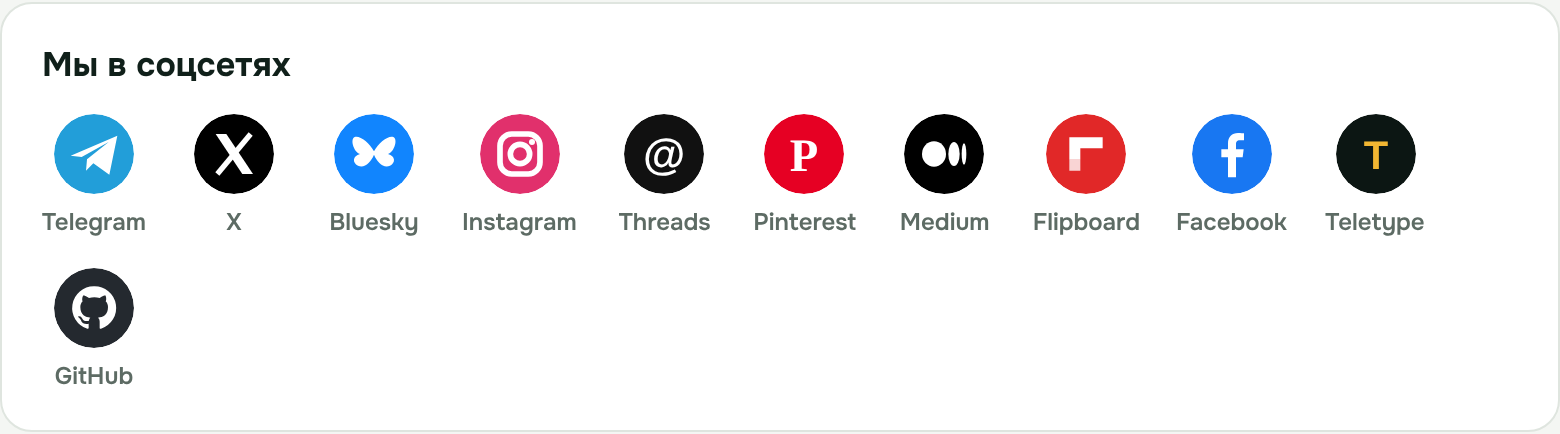 Мы в соцсетях
Telegram X Bluesky Instagram Threads Pinterest Medium Flipboard Facebook Teletype
GitHub